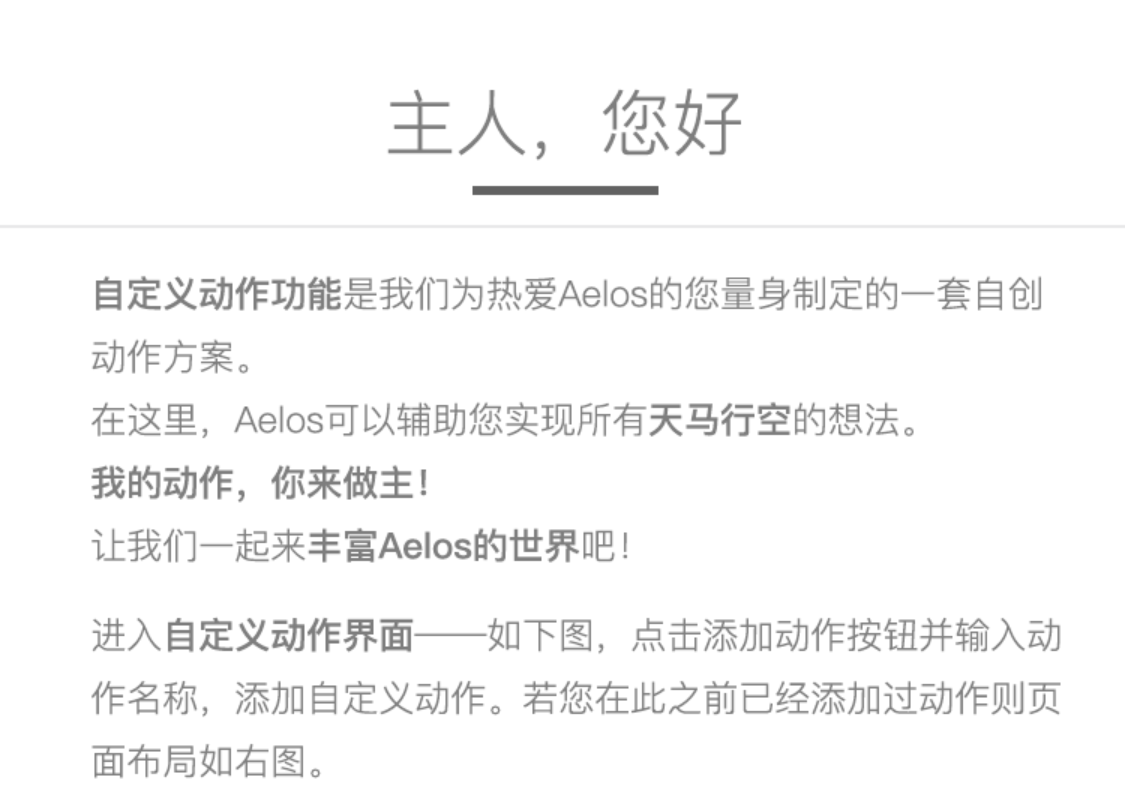 主人，您好
自定义动作功能是我们为热爱Aelos的您量身制定的一套自创
动作方案。
在这里，Aelos可以辅助您实现所有天马行空的想法。
我的动作，你来做主！
让我们一起来丰富Aelos的世界吧！
进入自定义动作界面——如下图，点击添加动作按钮并输入动
作名称，添加自定义动作。若您在此之前已经添加过动作则页
面布局如右图。